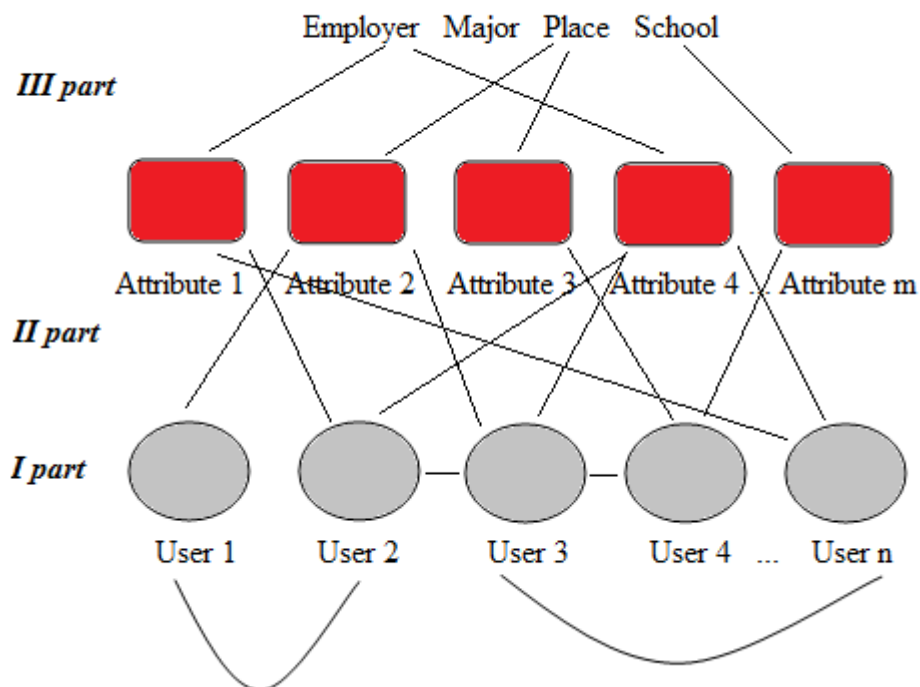 Employer Major Place School
III part
Attribute 1 Attribute 2 Attribute 3 Attribute 4 ... Attribute m
II part
I part
User 1 User 2 User 3 User 4 ... User n